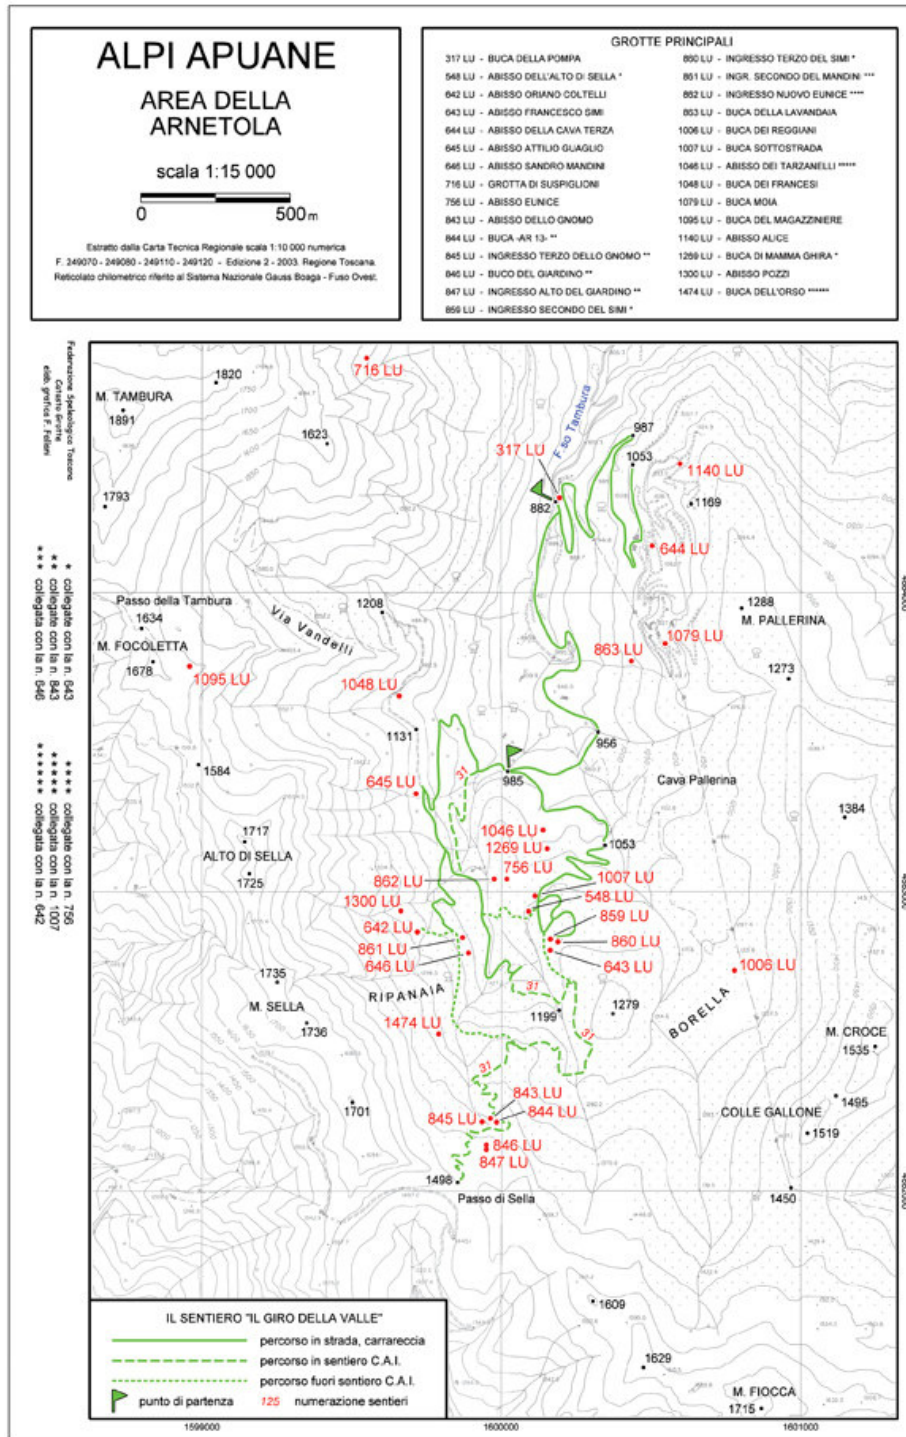 ALPI APUANE
AREA DELLA
ARNETOLA
scala 1:15 000
0 500 m
Estratto dalla Carta Tecnica Regionale scala 1:10 000 numerica
F. 249070 - 249080 - 249110 - 249120 - Edizione 2 - 2003. Regione Toscana.
Reticolato chilometrico riferito al Sistema Nazionale Gauss Boaga - Fuso Ovest.
GROTTE PRINCIPALI
317 LU - BUCA DELLA POMPA
548 LU - ABISSO DELL'ALTO DI SELLA *
642 LU - ABISSO ORIANO COLTELLI
643 LU - ABISSO FRANCESCO SIMI
644 LU - ABISSO DELLA CAVA TERZA
645 LU - ABISSO ATTILIO GUAGLIO
646 LU - ABISSO SANDRO MANDINI
716 LU - GROTTA DI SUSPIGLIONI
756 LU - ABISSO EUNICE
843 LU - ABISSO DELLO GNOMO
844 LU - BUCA -AR 13- **
845 LU - INGRESSO TERZO DELLO GNOMO **
846 LU - BUCO DEL GIARDINO **
847 LU - INGRESSO ALTO DEL GIARDINO **
859 LU - INGRESSO SECONDO DEL SIMI *
860 LU - INGRESSO TERZO DEL SIMI *
861 LU - INGR. SECONDO DEL MANDINI ***
862 LU - INGRESSO NUOVO EUNICE ****
863 LU - BUCA DELLA LAVANDAIA
1006 LU - BUCA DEI REGGIANI
1007 LU - BUCA SOTTOSTRADA
1046 LU - ABISSO DEI TARZANELLI *****
1048 LU - BUCA DEI FRANCESI
1079 LU - BUCA MOIA
1095 LU - BUCA DEL MAGAZZINIERE
1140 LU - ABISSO ALICE
1269 LU - BUCA DI MAMMA GHIRA *
1300 LU - ABISSO POZZI
1474 LU - BUCA DELL'ORSO ******
Federazione Speleologica Toscana
Catasto Grotte
elab. grafica F. Falleni
* collegate con la n. 643
** collegate con la n. 843
*** collegata con la n. 646
**** collegate con la n. 756
***** collegata con la n. 1007
****** collegata con la n. 642
716 LU
1820
M. TAMBURA
1891
1623
F.so Tambura
987
1053
317 LU
1140 LU
1793
882
1169
644 LU
Passo della Tambura
1208
1288
1634
Via Vandelli
M. PALLERINA
M. FOCOLETTA
1079 LU
1678
863 LU
1095 LU
1273
1048 LU
1131
956
31
985
1584
645 LU
Cava Pallerina
1384
1717
1046 LU
1269 LU
1053
ALTO DI SELLA
756 LU
1725
862 LU
1007 LU
1300 LU
548 LU
642 LU
859 LU
861 LU
860 LU
646 LU
643 LU
1006 LU
1735
31
RIPANAIA
BORELLA
M. SELLA
1199
1279
1736
1474 LU
31
M. CROCE
1535
31
843 LU
1701
845 LU
844 LU
1495
COLLE GALLONE
1519
846 LU
847 LU
1498
Passo di Sella
1450
1609
1629
M. FIOCCA
1715
IL SENTIERO "IL GIRO DELLA VALLE"
percorso in strada, carrareccia
percorso in sentiero C.A.I.
percorso fuori sentiero C.A.I.
punto di partenza
125 numerazione sentieri
1599000
1600000
1601000